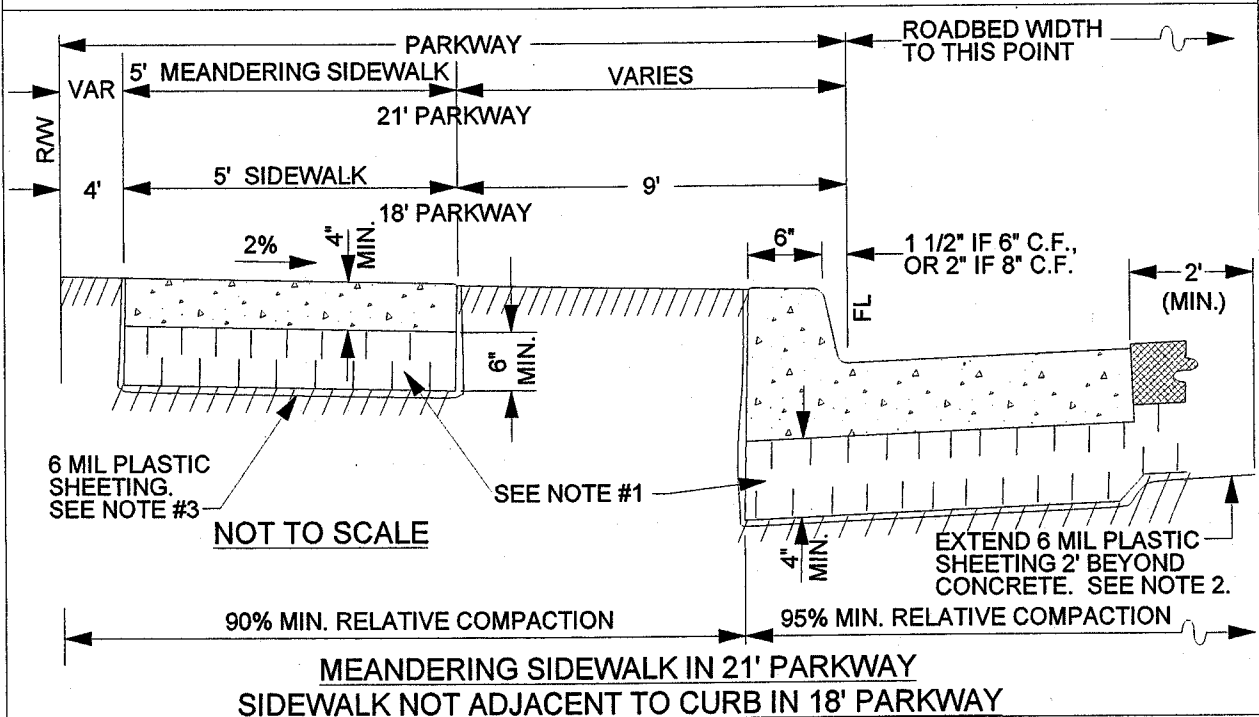 PARKWAY
ROADBED WIDTH
TO THIS POINT
VAR
5' MEANDERING SIDEWALK
VARIES
21' PARKWAY
R/W
4'
5' SIDEWALK
9'
18' PARKWAY
2%
4"
MIN.
6"
1 1/2" IF 6" C.F.,
OR 2" IF 8" C.F.
2'
(MIN.)
FL
6"
MIN.
6 MIL PLASTIC
SHEETING.
SEE NOTE #3
SEE NOTE #1
NOT TO SCALE
4"
MIN.
EXTEND 6 MIL PLASTIC
SHEETING 2' BEYOND
CONCRETE. SEE NOTE 2.
90% MIN. RELATIVE COMPACTION
95% MIN. RELATIVE COMPACTION
MEANDERING SIDEWALK IN 21' PARKWAY
SIDEWALK NOT ADJACENT TO CURB IN 18' PARKWAY